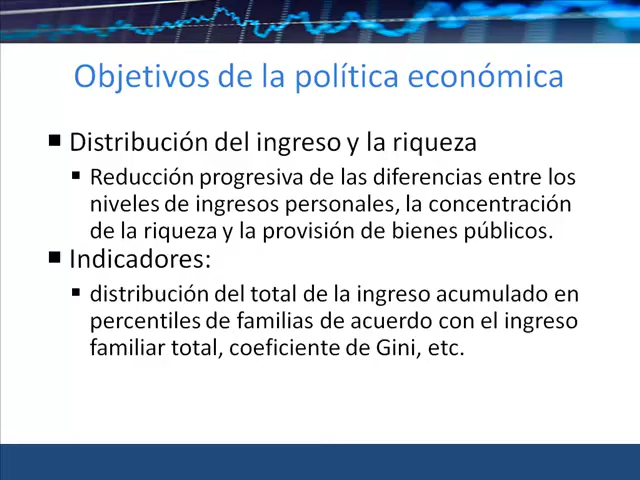 Objetivos de la política económica
Distribución del ingreso y la riqueza
Reducción progresiva de las diferencias entre los
niveles de ingresos personales, la concentración
de la riqueza y la provisión de bienes públicos.
Indicadores:
distribución del total de la ingreso acumulado en
percentiles de familias de acuerdo con el ingreso
familiar total, coeficiente de Gini, etc.